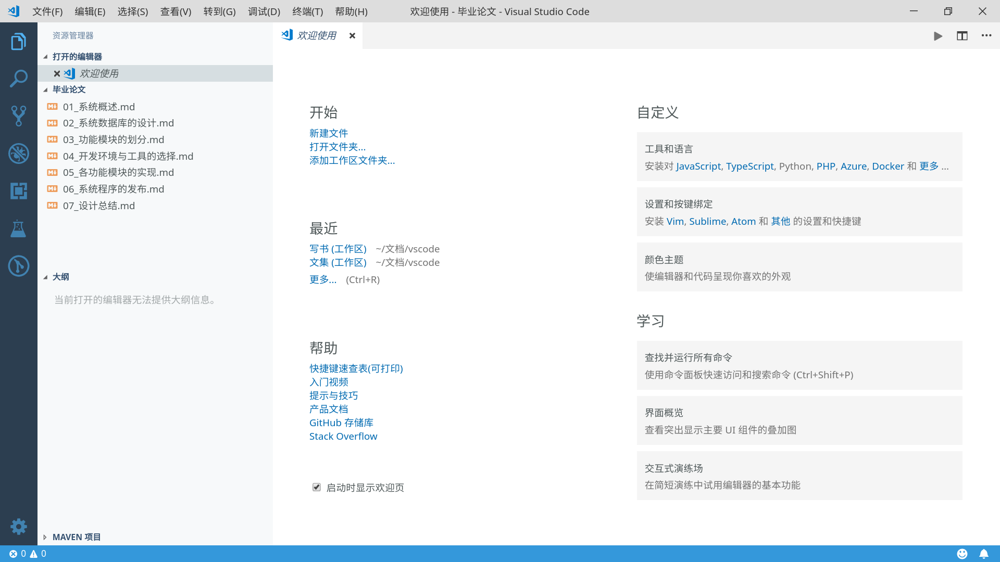 文件(F) 编辑(E) 选择(S) 查看(V) 转到(G) 调试(D) 终端(T) 帮助(H) 欢迎使用 - 毕业论文 - Visual Studio Code
资源管理器
打开的编辑器
欢迎使用
毕业论文
01_系统概述.md
02_系统数据库的设计.md
03_功能模块的划分.md
04_开发环境与工具的选择.md
05_各功能模块的实现.md
06_系统程序的发布.md
07_设计总结.md
大纲
当前打开的编辑器无法提供大纲信息。
MAVEN 项目
欢迎使用
开始
新建文件
打开文件夹...
添加工作区文件夹...
最近
写书 (工作区) ~/文档/vscode
文集 (工作区) ~/文档/vscode
更多... (Ctrl+R)
帮助
快捷键速查表(可打印)
入门视频
提示与技巧
产品文档
GitHub 存储库
Stack Overflow
启动时显示欢迎页
自定义
工具和语言
安装对 JavaScript, TypeScript, Python, PHP, Azure, Docker 和 更多 ...
设置和按键绑定
安装 Vim, Sublime, Atom 和 其他 的设置和快捷键
颜色主题
使编辑器和代码呈现你喜欢的外观
学习
查找并运行所有命令
使用命令面板快速访问和搜索命令 (Ctrl+Shift+P)
界面概览
查看突出显示主要 UI 组件的叠加图
交互式演练场
在简短演练中试用编辑器的基本功能
0 0